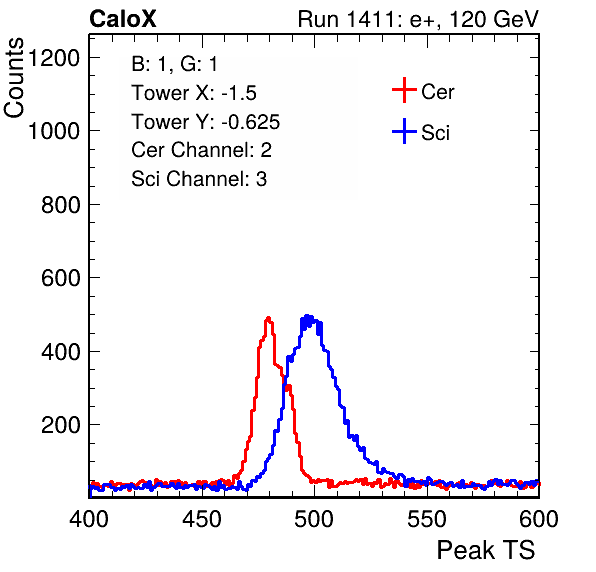 CaloX Run 1411: e+, 120 GeV
Counts
B: 1, G: 1
Tower X: -1.5
Tower Y: -0.625
Cer Channel: 2
Sci Channel: 3
Cer
Sci
1200
1000
800
600
400
200
400 450 500 550 600
Peak TS